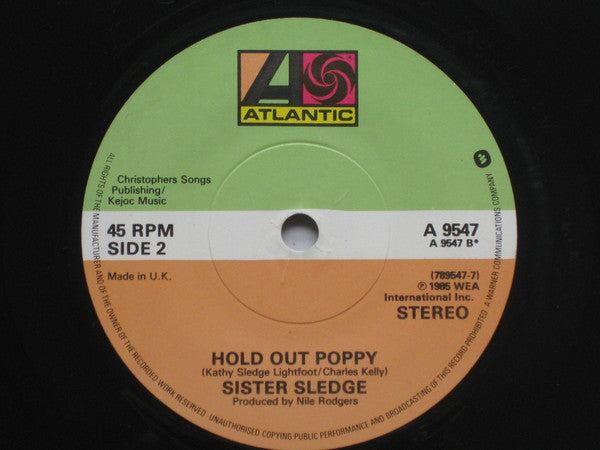 ATLANTIC
Christophers Songs
Publishing/
Kejoc Music
45 RPM
SIDE 2
A 9547
A 9547 B*
Made in U.K.
(789547-7)
℗ 1985 WEA
International Inc.
STEREO
HOLD OUT POPPY
(Kathy Sledge Lightfoot/Charles Kelly)
SISTER SLEDGE
Produced by Nile Rodgers
ALL RIGHTS OF THE MANUFACTURER AND OF THE OWNER OF THE RECORDED WORK RESERVED UNAUTHORISED COPYING PUBLIC PERFORMANCE AND BROADCASTING OF THIS RECORD PROHIBITED A WARNER COMMUNICATIONS COMPANY